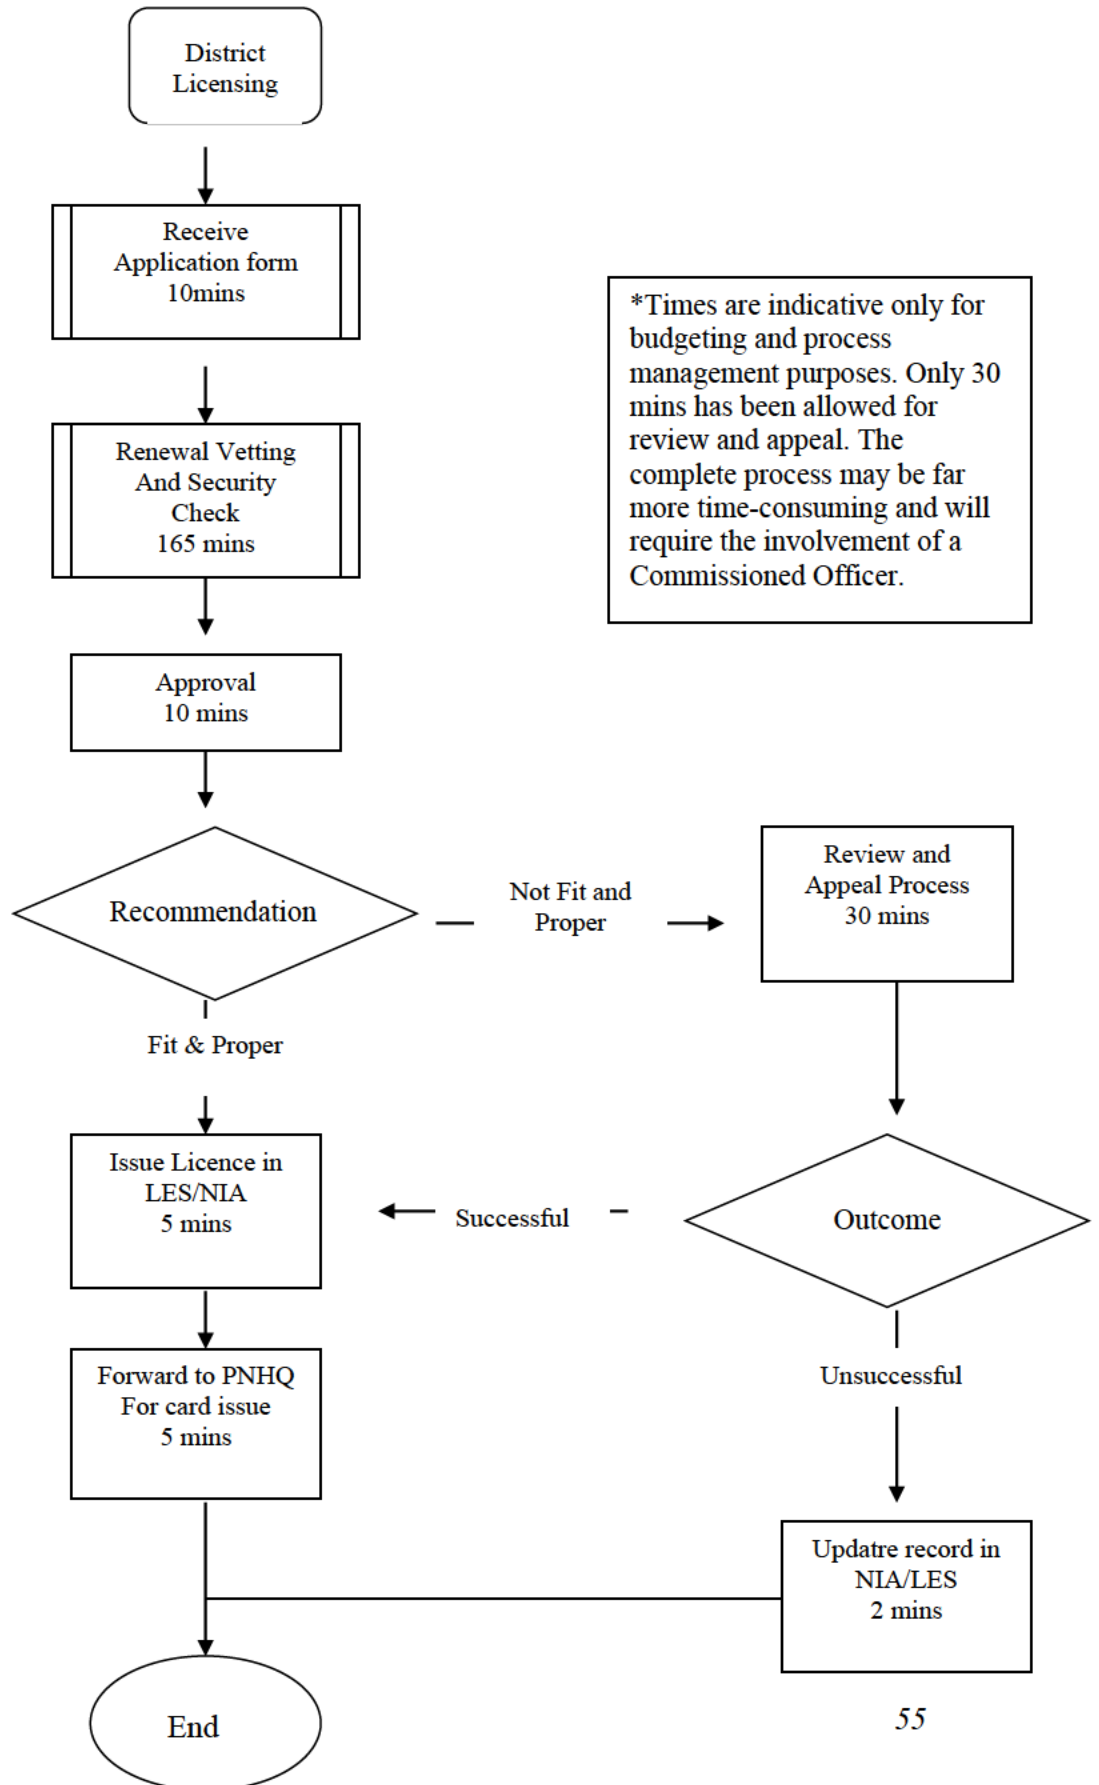 District
Licensing
Receive
Application form
10mins
*Times are indicative only for
budgeting and process
management purposes. Only 30
mins has been allowed for
review and appeal. The
complete process may be far
more time-consuming and will
require the involvement of a
Commissioned Officer.
Renewal Vetting
And Security
Check
165 mins
Approval
10 mins
Recommendation
Not Fit and
Proper
Review and
Appeal Process
30 mins
Fit & Proper
Issue Licence in
LES/NIA
5 mins
Successful
Outcome
Forward to PNHQ
For card issue
5 mins
Unsuccessful
Updatre record in
NIA/LES
2 mins
End
55